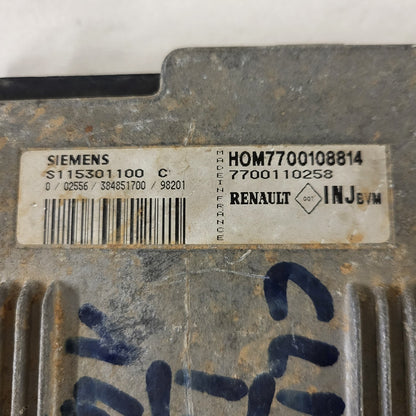 SIEMENS
S115301100 C
0 / 02556 / 384851700 / 98201
MADE IN FRANCE
HOM7700108814
7700110258
RENAULT INJ BVM